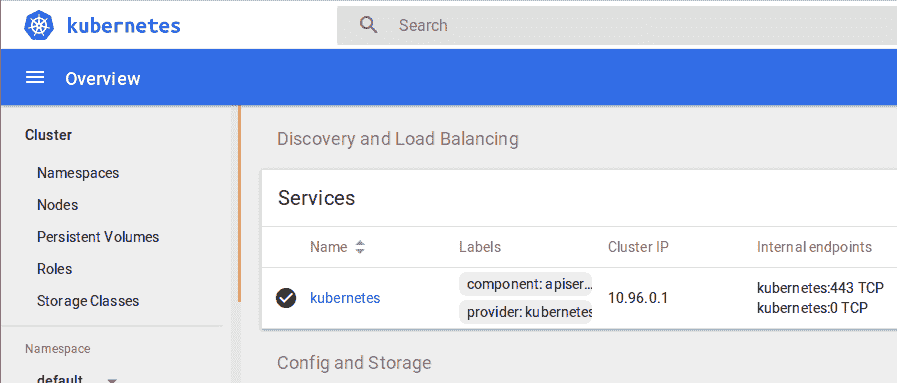 kubernetes
Search
Overview
Cluster
Namespaces
Nodes
Persistent Volumes
Roles
Storage Classes
Namespace
default
Discovery and Load Balancing
Services
Name Labels Cluster IP Internal endpoints
kubernetes component: apiser... 10.96.0.1 kubernetes:443 TCP
provider: kubernetes kubernetes:0 TCP
Config and Storage